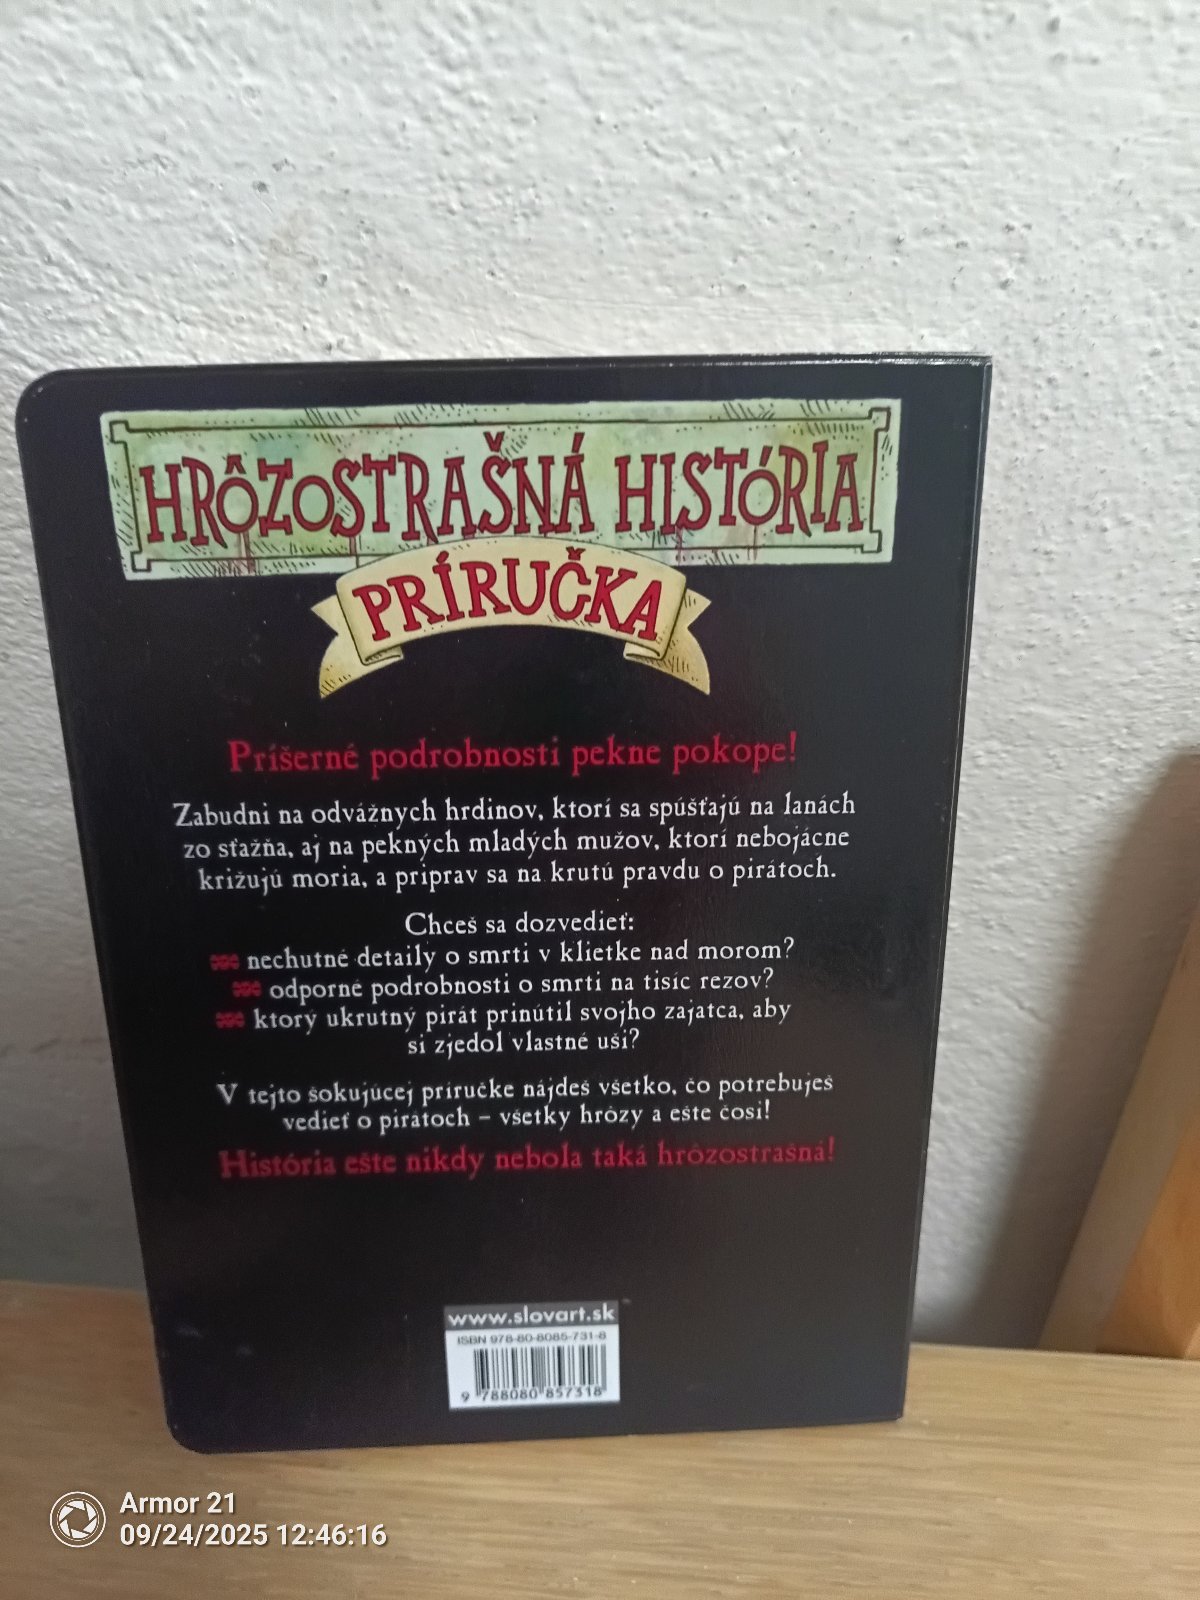 HRÔZOSTRAŠNÁ HISTÓRIA
PRÍRUČKA
Príšerné podrobnosti pekne pokope!
Zabudni na odvážnych hrdinov, ktorí sa spúšťajú na lanách
zo sťažňa, aj na pekných mladých mužov, ktorí nebojácne
križujú moria, a priprav sa na krutú pravdu o pirátoch.
Chceš sa dozvedieť:
nechutné detaily o smrti v klietke nad morom?
odporné podrobnosti o smrti na tisíc rezov?
ktorý ukrutný pirát prinútil svojho zajatca, aby
si zjedol vlastné uši?
V tejto šokujúcej príručke nájdeš všetko, čo potrebuješ
vedieť o pirátoch – všetky hrôzy a ešte čosi!
História ešte nikdy nebola taká hrôzostrašná!
www.slovart.sk
ISBN 978-80-8085-731-8
9 788080 857318
Armor 21
09/24/2025 12:46:16